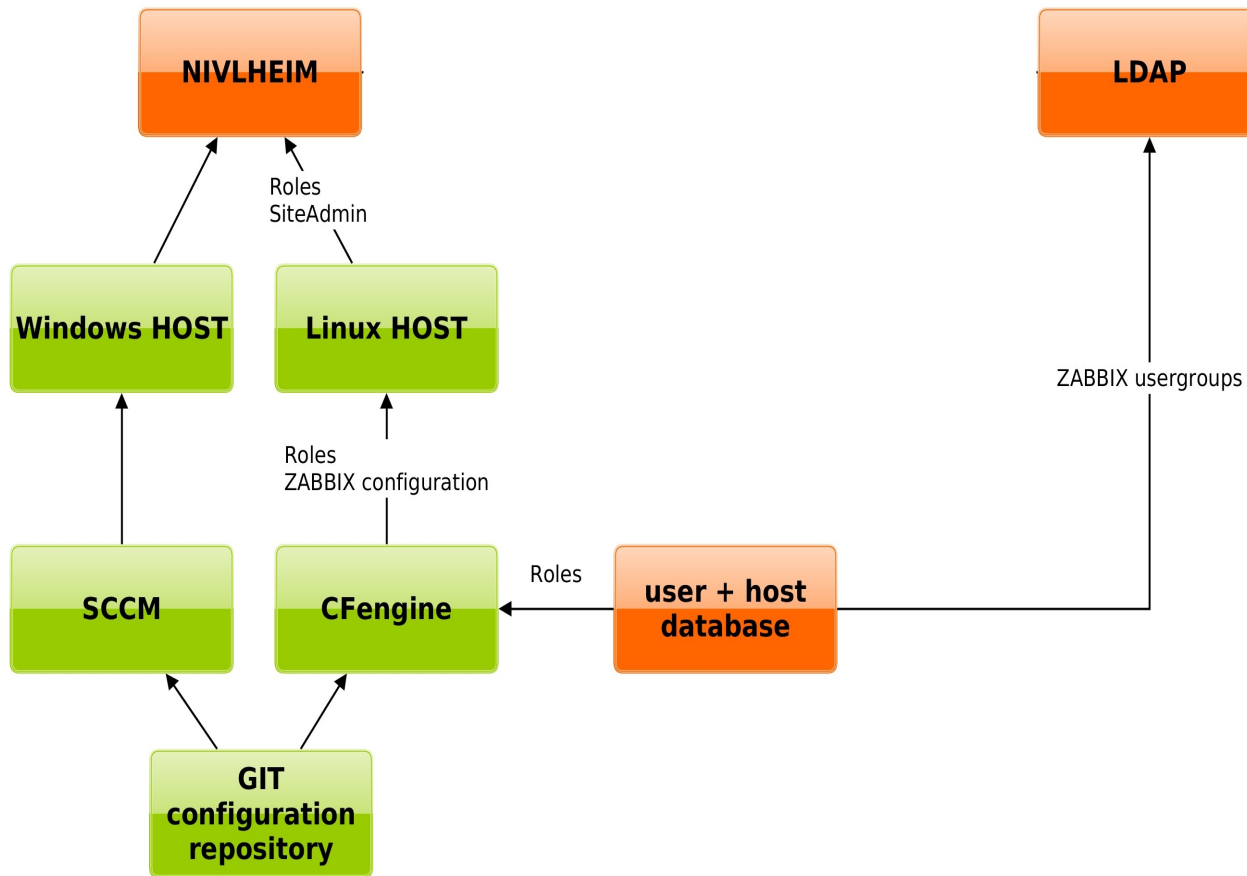 NIVLHEIM
LDAP
Roles
SiteAdmin
Windows HOST
Linux HOST
ZABBIX usergroups
Roles
ZABBIX configuration
SCCM
CFengine
Roles
user + host
database
GIT
configuration
repository